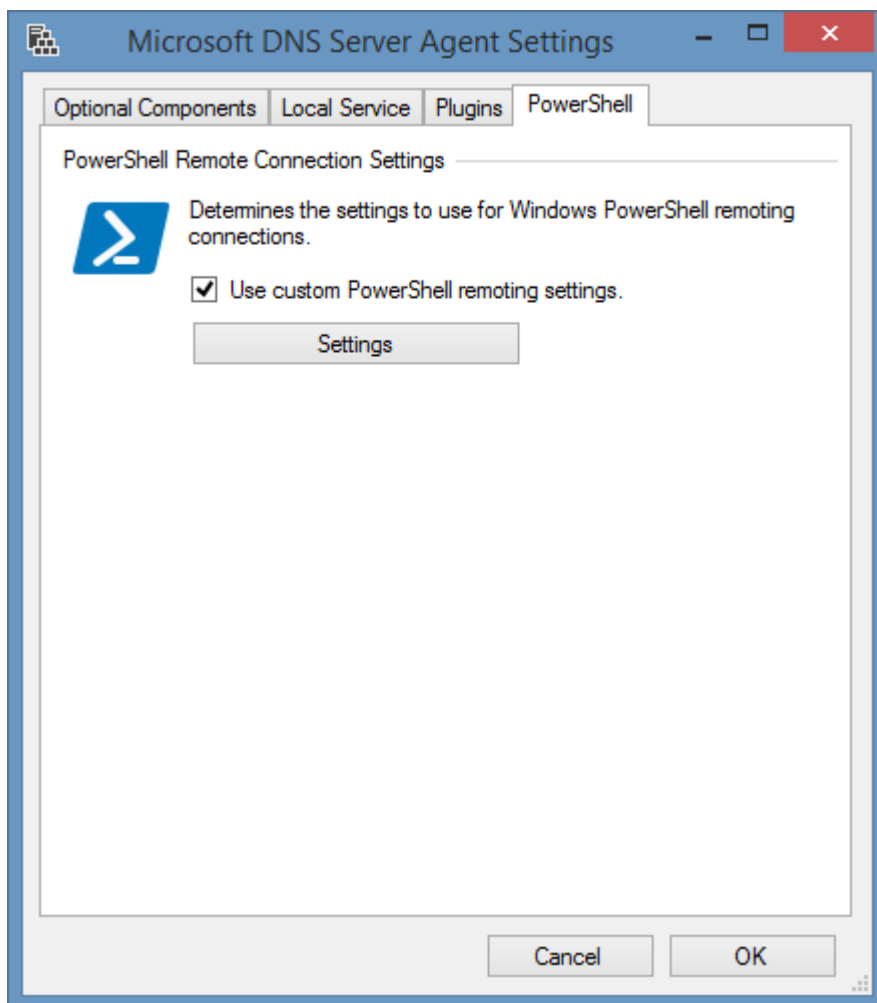 Microsoft DNS Server Agent Settings
Optional Components
Local Service
Plugins
PowerShell
PowerShell Remote Connection Settings
Determines the settings to use for Windows PowerShell remoting
connections.
Use custom PowerShell remoting settings.
Settings
Cancel
OK